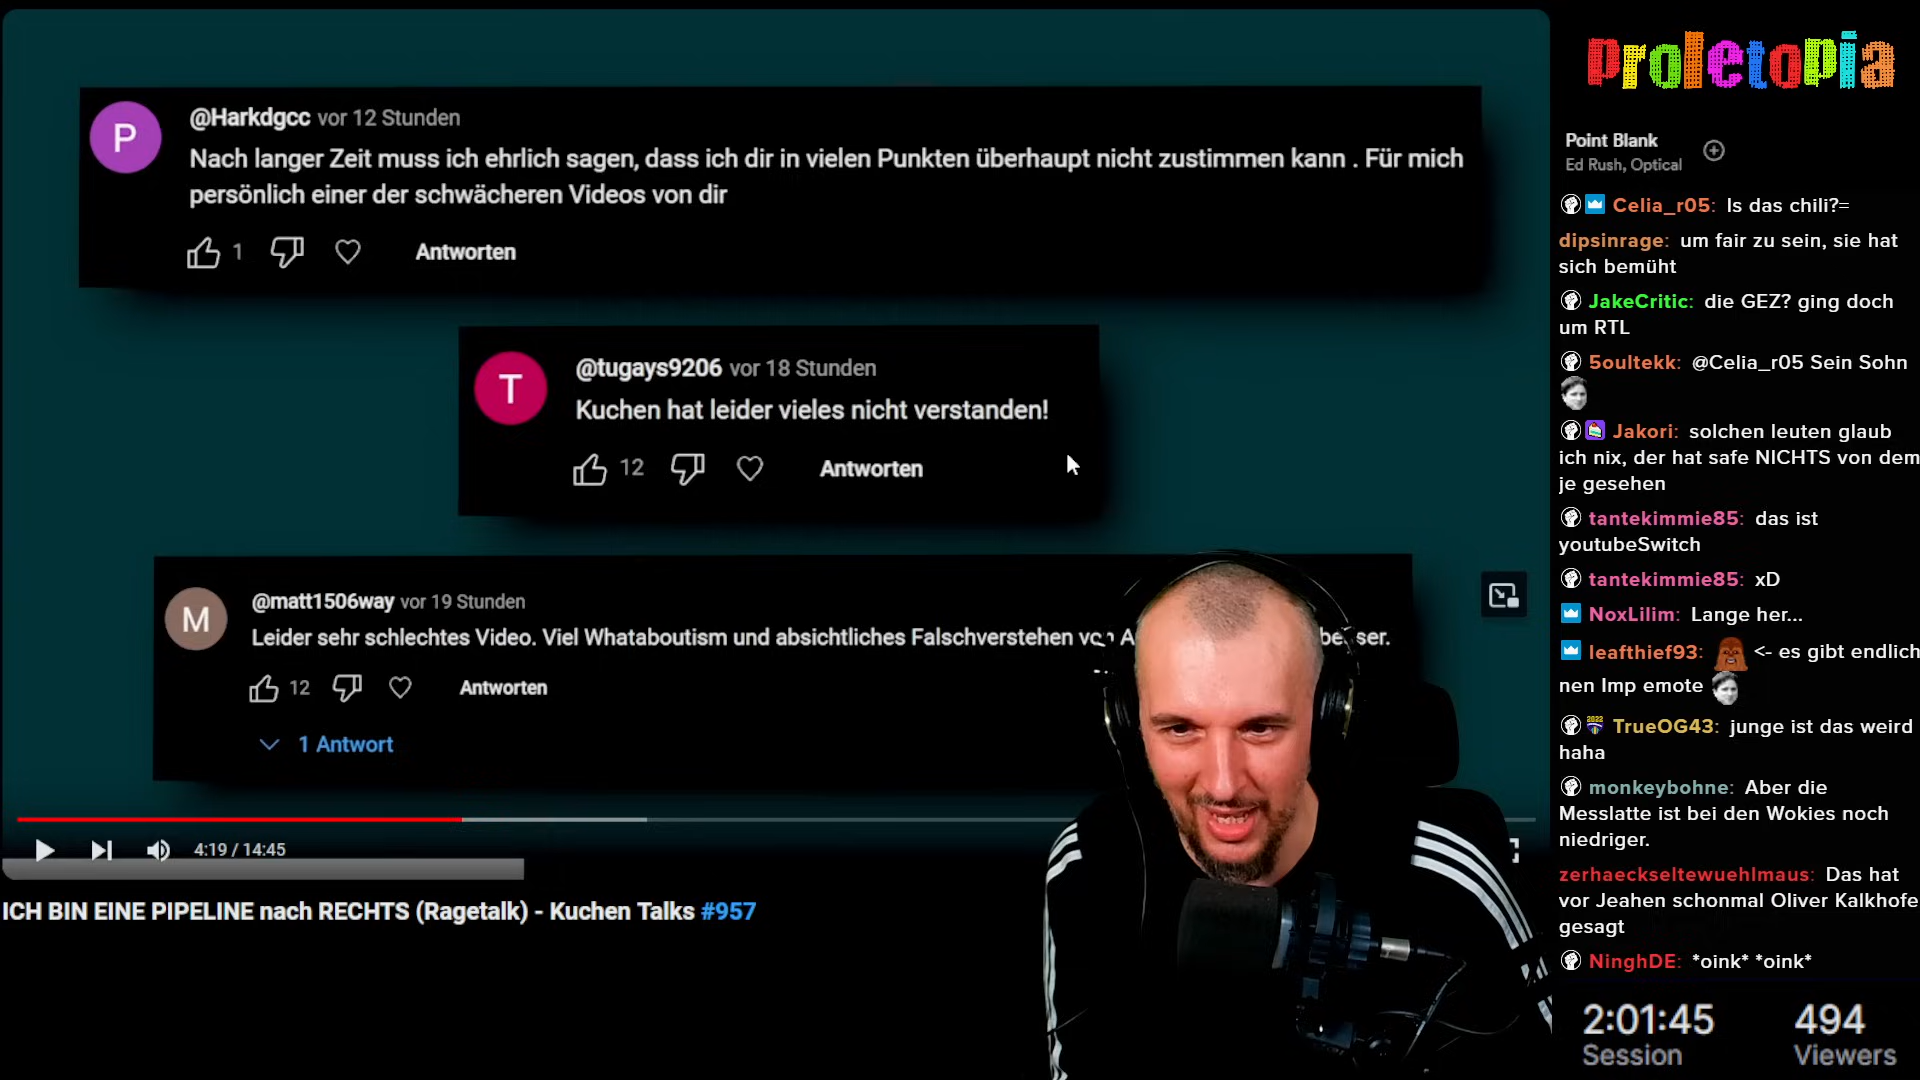 P
@Harkdgcc vor 12 Stunden
Nach langer Zeit muss ich ehrlich sagen, dass ich dir in vielen Punkten überhaupt nicht zustimmen kann . Für mich
persönlich einer der schwächeren Videos von dir
1 Antworten
T
@tugays9206 vor 18 Stunden
Kuchen hat leider vieles nicht verstanden!
12 Antworten
M
@matt1506way vor 19 Stunden
Leider sehr schlechtes Video. Viel Whataboutism und absichtliches Falschverstehen
12 Antworten
1 Antwort
4:19 / 14:45
ICH BIN EINE PIPELINE nach RECHTS (Ragetalk) - Kuchen Talks #957
Proletopia
Point Blank
Ed Rush, Optical
Celia_r05: Is das chili?=
dipsinrage: um fair zu sein, sie hat
sich bemüht
JakeCritic: die GEZ? ging doch
um RTL
5oultekk: @Celia_r05 Sein Sohn
Jakori: solchen leuten glaub
ich nix, der hat safe NICHTS von dem
je gesehen
tantekimmie85: das ist
youtubeSwitch
tantekimmie85: xD
NoxLilim: Lange her...
leafthief93: <- es gibt endlich
nen Imp emote
TrueOG43: junge ist das weird
haha
monkeybohne: Aber die
Messlatte ist bei den Wokies noch
niedriger.
zerhaeckseltewuehlmaus: Das hat
vor Jeahen schonmal Oliver Kalkhofe
gesagt
NinghDE: *oink* *oink*
2:01:45 494
Session Viewers